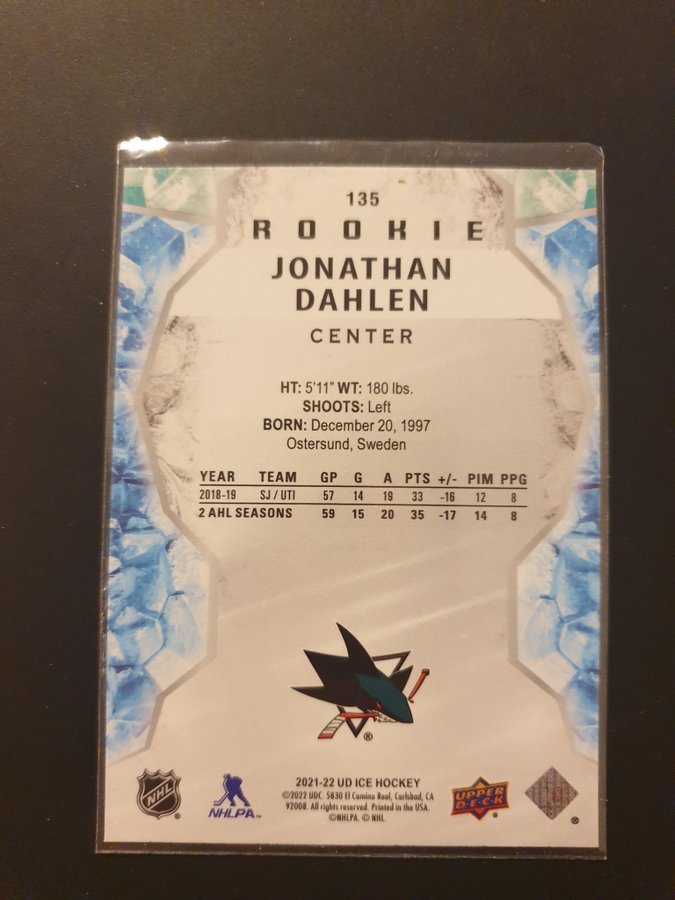 135
ROOKIE
JONATHAN
DAHLEN
CENTER
HT: 5'11" WT: 180 lbs.
SHOOTS: Left
BORN: December 20, 1997
Ostersund, Sweden
YEAR TEAM GP G A PTS +/- PIM PPG
2018-19 SJ / UTI 57 14 19 33 -16 12 8
2 AHL SEASONS 59 15 20 35 -17 14 8
®
2021-22 UD ICE HOCKEY
©2022 UDC. 5830 El Camino Real, Carlsbad, CA
92008. All rights reserved. Printed in the USA.
©NHLPA. © NHL.
NHL ®
NHLPA™
UPPER DECK ®
®